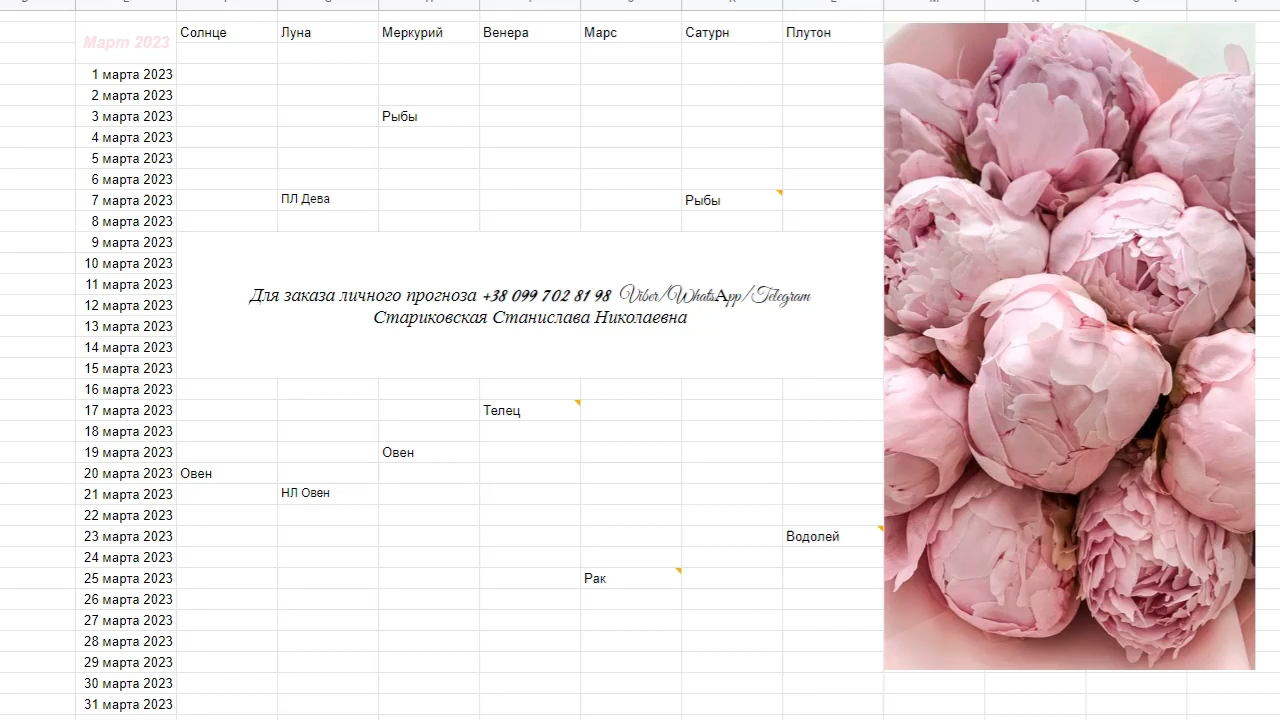 Март 2023 Солнце Луна Меркурий Венера Марс Сатурн Плутон
1 марта 2023
2 марта 2023
3 марта 2023 Рыбы
4 марта 2023
5 марта 2023
6 марта 2023
7 марта 2023 ПЛ Дева Рыбы
8 марта 2023
9 марта 2023
10 марта 2023
11 марта 2023
Для заказа личного прогноза +38 099 702 81 98 Viber/WhatsApp/Telegram
12 марта 2023
Стариковская Станислава Николаевна
13 марта 2023
14 марта 2023
15 марта 2023
16 марта 2023
17 марта 2023 Телец
18 марта 2023
19 марта 2023 Овен
20 марта 2023 Овен
21 марта 2023 НЛ Овен
22 марта 2023
23 марта 2023 Водолей
24 марта 2023
25 марта 2023 Рак
26 марта 2023
27 марта 2023
28 марта 2023
29 марта 2023
30 марта 2023
31 марта 2023